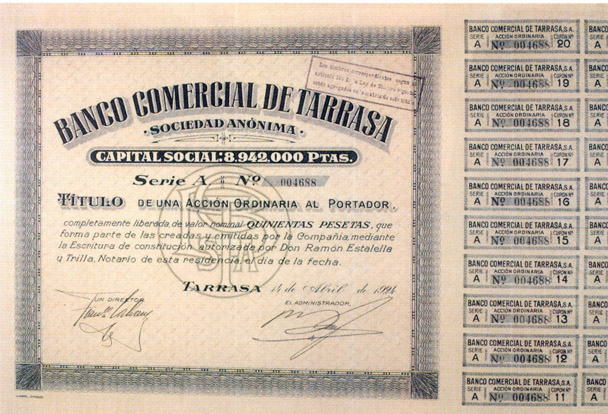 BANCO COMERCIAL DE TARRASA
· SOCIEDAD ANÓNIMA ·
CAPITAL SOCIAL: 8.942.000 PTAS.
Serie A Nº 004688
TÍTULO DE UNA ACCIÓN ORDINARIA AL PORTADOR,
completamente liberada de valor nominal QUINIENTAS PESETAS, que
forma parte de las creadas y emitidas por la Compañía, mediante
la Escritura de constitución autorizada por Don Ramón Estalella
y Trilla, Notario de esta residencia, el día de la fecha.
TARRASA 14 de Abril de
UN DIRECTOR
EL ADMINISTRADOR,
BANCO COMERCIAL DE TARRASA, S.A.
SERIE A ACCIÓN ORDINARIA Nº 004688 CUPON Nº 20
BANCO COMERCIAL DE TARRASA, S.A.
SERIE A ACCIÓN ORDINARIA Nº 004688 CUPON Nº 19
BANCO COMERCIAL DE TARRASA, S.A.
SERIE A ACCIÓN ORDINARIA Nº 004688 CUPON Nº 18
BANCO COMERCIAL DE TARRASA, S.A.
SERIE A ACCIÓN ORDINARIA Nº 004688 CUPON Nº 17
BANCO COMERCIAL DE TARRASA, S.A.
SERIE A ACCIÓN ORDINARIA Nº 004688 CUPON Nº 16
BANCO COMERCIAL DE TARRASA, S.A.
SERIE A ACCIÓN ORDINARIA Nº 004688 CUPON Nº 15
BANCO COMERCIAL DE TARRASA, S.A.
SERIE A ACCIÓN ORDINARIA Nº 004688 CUPON Nº 14
BANCO COMERCIAL DE TARRASA, S.A.
SERIE A ACCIÓN ORDINARIA Nº 004688 CUPON Nº 13
BANCO COMERCIAL DE TARRASA, S.A.
SERIE A ACCIÓN ORDINARIA Nº 004688 CUPON Nº 12
BANCO COMERCIAL DE TARRASA, S.A.
SERIE A ACCIÓN ORDINARIA Nº 004688 CUPON Nº 11